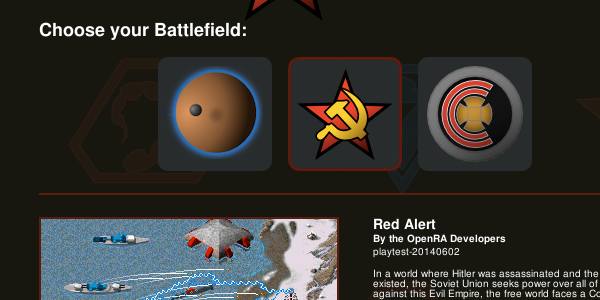 Choose your Battlefield:
Red Alert
By the OpenRA Developers
playtest-20140602
In a world where Hitler was assassinated and the
existed, the Soviet Union seeks power over all of
against this Evil Empire, the free world faces a Co